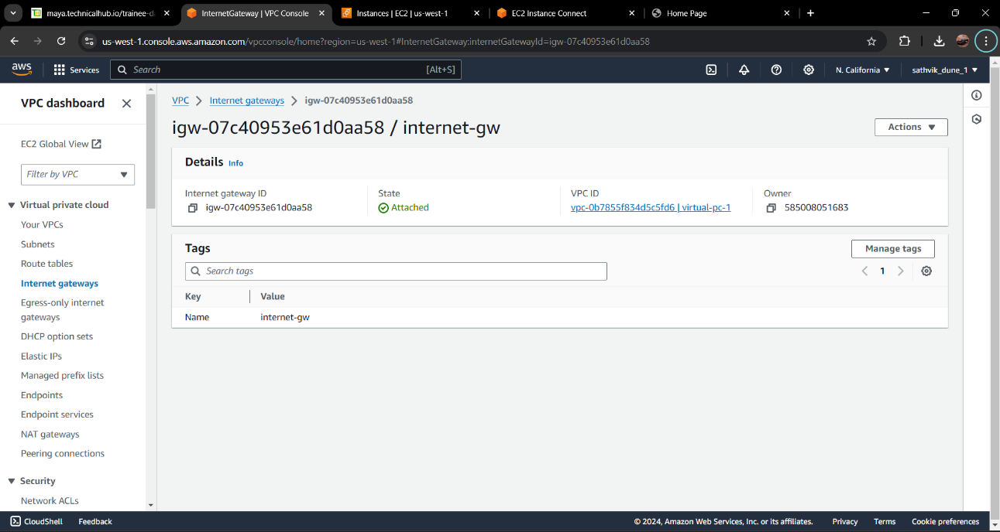 maya.technicalhub.io/trainee-da
InternetGateway | VPC Console
Instances | EC2 | us-west-1
EC2 Instance Connect
Home Page
us-west-1.console.aws.amazon.com/vpcconsole/home?region=us-west-1#InternetGateway:internetGatewayId=igw-07c40953e61d0aa58
aws
Services
Search
[Alt+S]
N. California
sathvik_dune_1
VPC dashboard
EC2 Global View
Filter by VPC
Virtual private cloud
Your VPCs
Subnets
Route tables
Internet gateways
Egress-only internet
gateways
DHCP option sets
Elastic IPs
Managed prefix lists
Endpoints
Endpoint services
NAT gateways
Peering connections
Security
Network ACLs
VPC > Internet gateways > igw-07c40953e61d0aa58
igw-07c40953e61d0aa58 / internet-gw
Actions
Details Info
Internet gateway ID
igw-07c40953e61d0aa58
State
Attached
VPC ID
vpc-0b7855f834d5c5fd6 | virtual-pc-1
Owner
585008051683
Tags
Manage tags
Search tags
1
Key
Value
Name
internet-gw
CloudShell
Feedback
© 2024, Amazon Web Services, Inc. or its affiliates.
Privacy
Terms
Cookie preferences